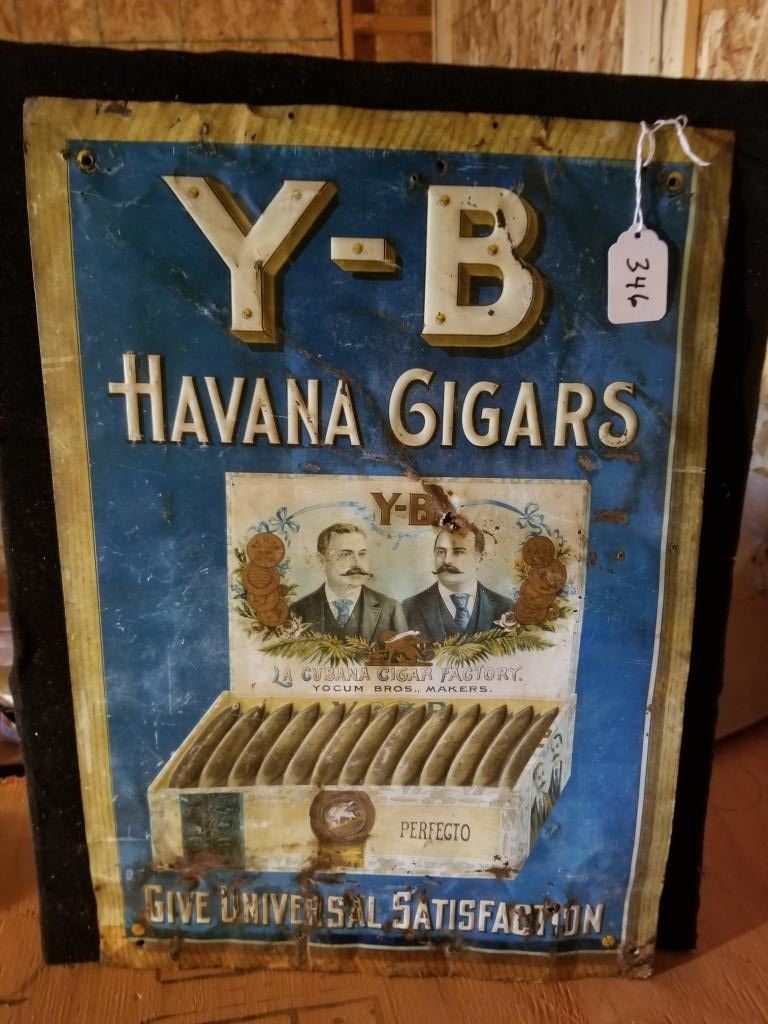 Y-B
346
HAVANA CIGARS
Y-B
LA CUBANA CIGAR FACTORY.
YOCUM BROS., MAKERS.
PERFECTO
GIVE UNIVERSAL SATISFACTION